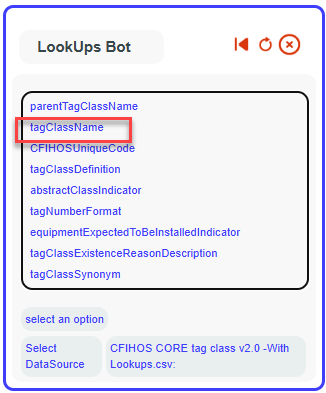 LookUps Bot
parentTagClassName
tagClassName
CFIHOSUniqueCode
tagClassDefinition
abstractClassIndicator
tagNumberFormat
equipmentExpectedToBeInstalledIndicator
tagClassExistenceReasonDescription
tagClassSynonym
select an option
Select
DataSource
CFIHOS CORE tag class v2.0 -With
Lookups.csv: